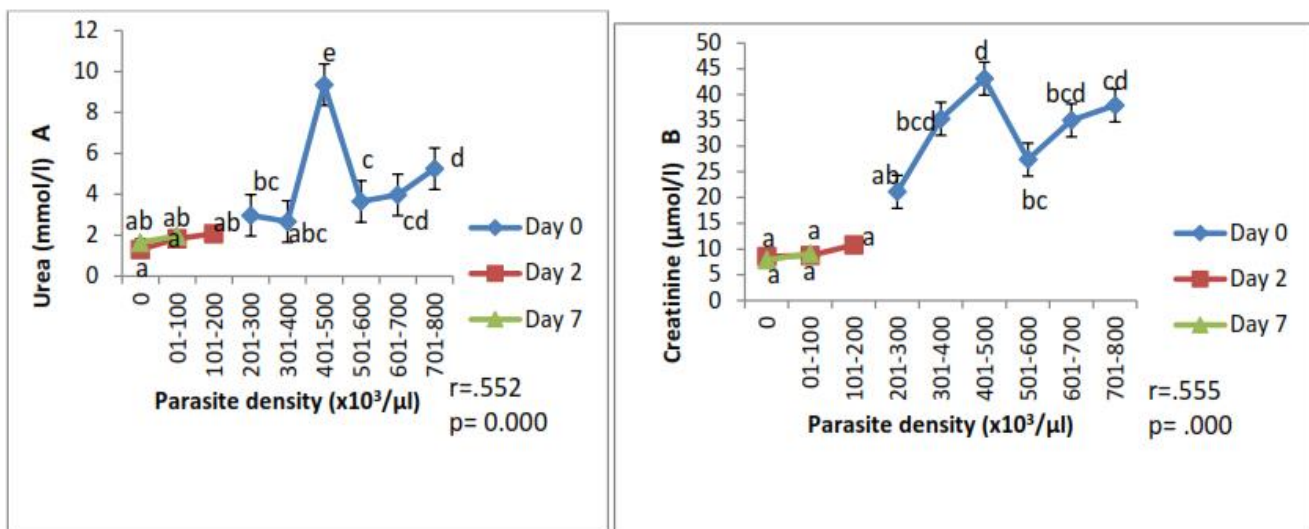 12
10
8
6
4
2
0
Urea (mmol/l) A
ab
a
ab
a
ab
bc
abc
e
c
cd
d
0
01-100
101-200
201-300
301-400
401-500
501-600
601-700
701-800
Parasite density (x10³/µl)
Day 0
Day 2
Day 7
r=.552
p= 0.000
50
45
40
35
30
25
20
15
10
5
0
Creatinine (µmol/l) B
a
a
a
a
a
ab
bcd
d
bc
bcd
cd
0
01-100
101-200
201-300
301-400
401-500
501-600
601-700
701-800
Parasite density (x10³/µl)
Day 0
Day 2
Day 7
r=.555
p= .000